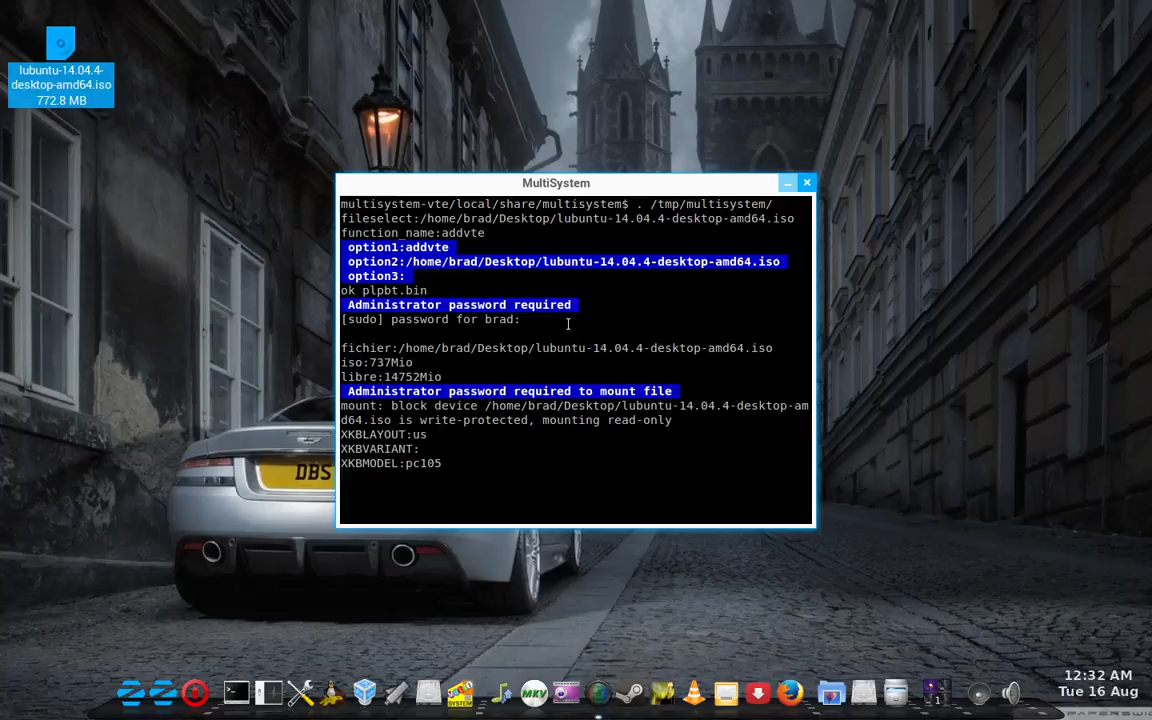 lubuntu-14.04.4-
desktop-amd64.iso
772.8 MB
MultiSystem
multisystem-vte/local/share/multisystem$ . /tmp/multisystem/
fileselect:/home/brad/Desktop/lubuntu-14.04.4-desktop-amd64.iso
function_name:addvte
option1:addvte
option2:/home/brad/Desktop/lubuntu-14.04.4-desktop-amd64.iso
option3:
ok plpbt.bin
Administrator password required
[sudo] password for brad:
fichier:/home/brad/Desktop/lubuntu-14.04.4-desktop-amd64.iso
iso:737Mio
libre:14752Mio
Administrator password required to mount file
mount: block device /home/brad/Desktop/lubuntu-14.04.4-desktop-am
d64.iso is write-protected, mounting read-only
XKBLAYOUT:us
XKBVARIANT:
XKBMODEL:pc105
DBS
>_
SYSTEM
MKV
1
12:32 AM
Tue 16 Aug